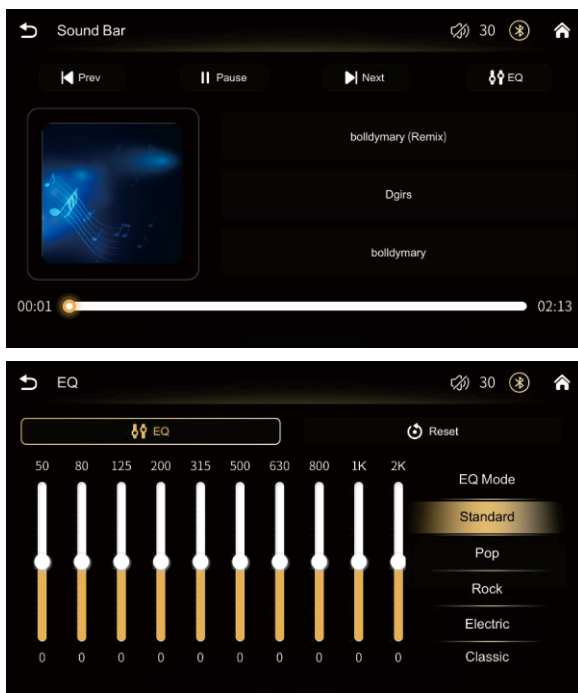 Sound Bar 30
Prev Pause Next EQ
bolldymary (Remix)
Dgirs
bolldymary
00:01 02:13
EQ 30
EQ Reset
50 80 125 200 315 500 630 800 1K 2K
EQ Mode
Standard
Pop
Rock
Electric
Classic
0 0 0 0 0 0 0 0 0 0